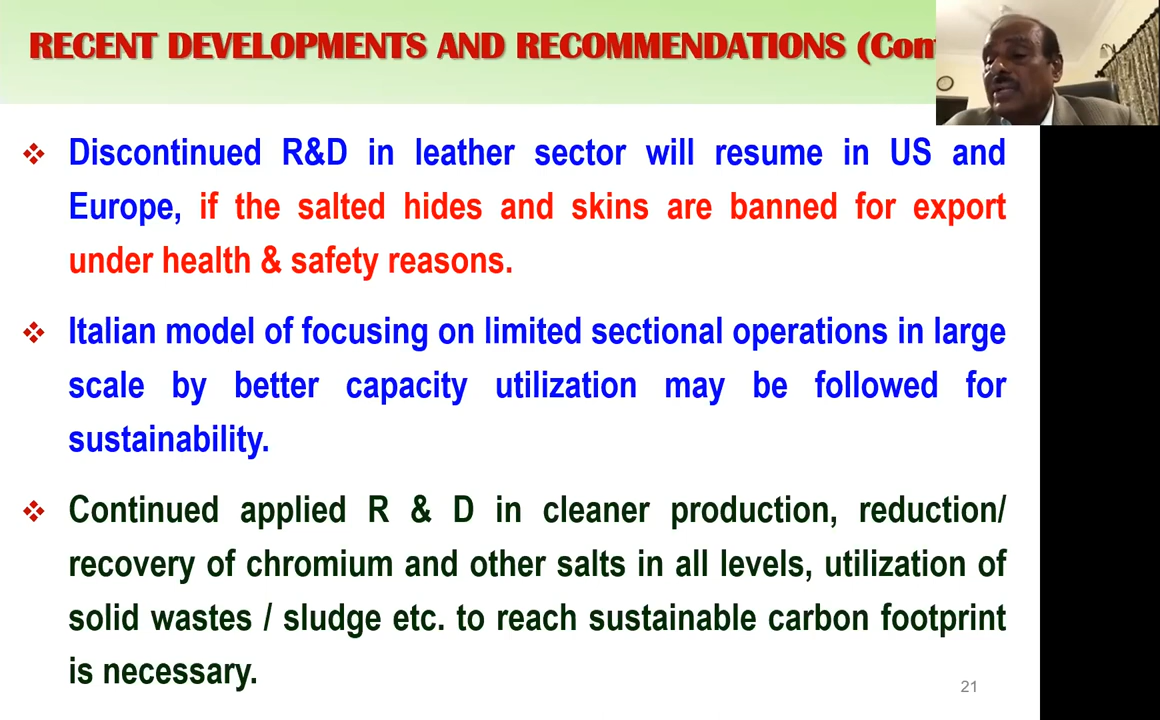 RECENT DEVELOPMENTS AND RECOMMENDATIONS
Discontinued R&D in leather sector will resume in US and
Europe, if the salted hides and skins are banned for export
under health & safety reasons.
Italian model of focusing on limited sectional operations in large
scale by better capacity utilization may be followed for
sustainability.
Continued applied R & D in cleaner production, reduction/
recovery of chromium and other salts in all levels, utilization of
solid wastes / sludge etc. to reach sustainable carbon footprint
is necessary.
21